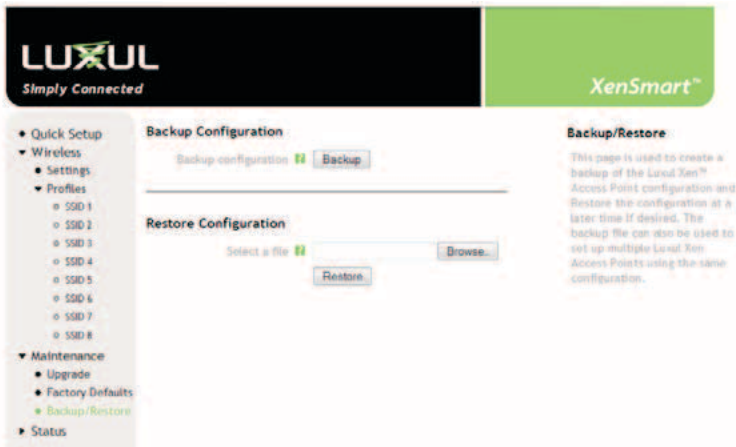 LUXUL
Simply Connected
XenSmart™
Quick Setup
Wireless
Settings
Profiles
SSID 1
SSID 2
SSID 3
SSID 4
SSID 5
SSID 6
SSID 7
SSID 8
Maintenance
Upgrade
Factory Defaults
Backup/Restore
Status
Backup Configuration
Backup configuration
Backup
Restore Configuration
Select a file
Browse..
Restore
Backup/Restore
This page is used to create a
backup of the Luxul Xen™
Access Point configuration and
Restore the configuration at a
later time if desired. The
backup file can also be used to
set up multiple Luxul Xen
Access Points using the same
configuration.